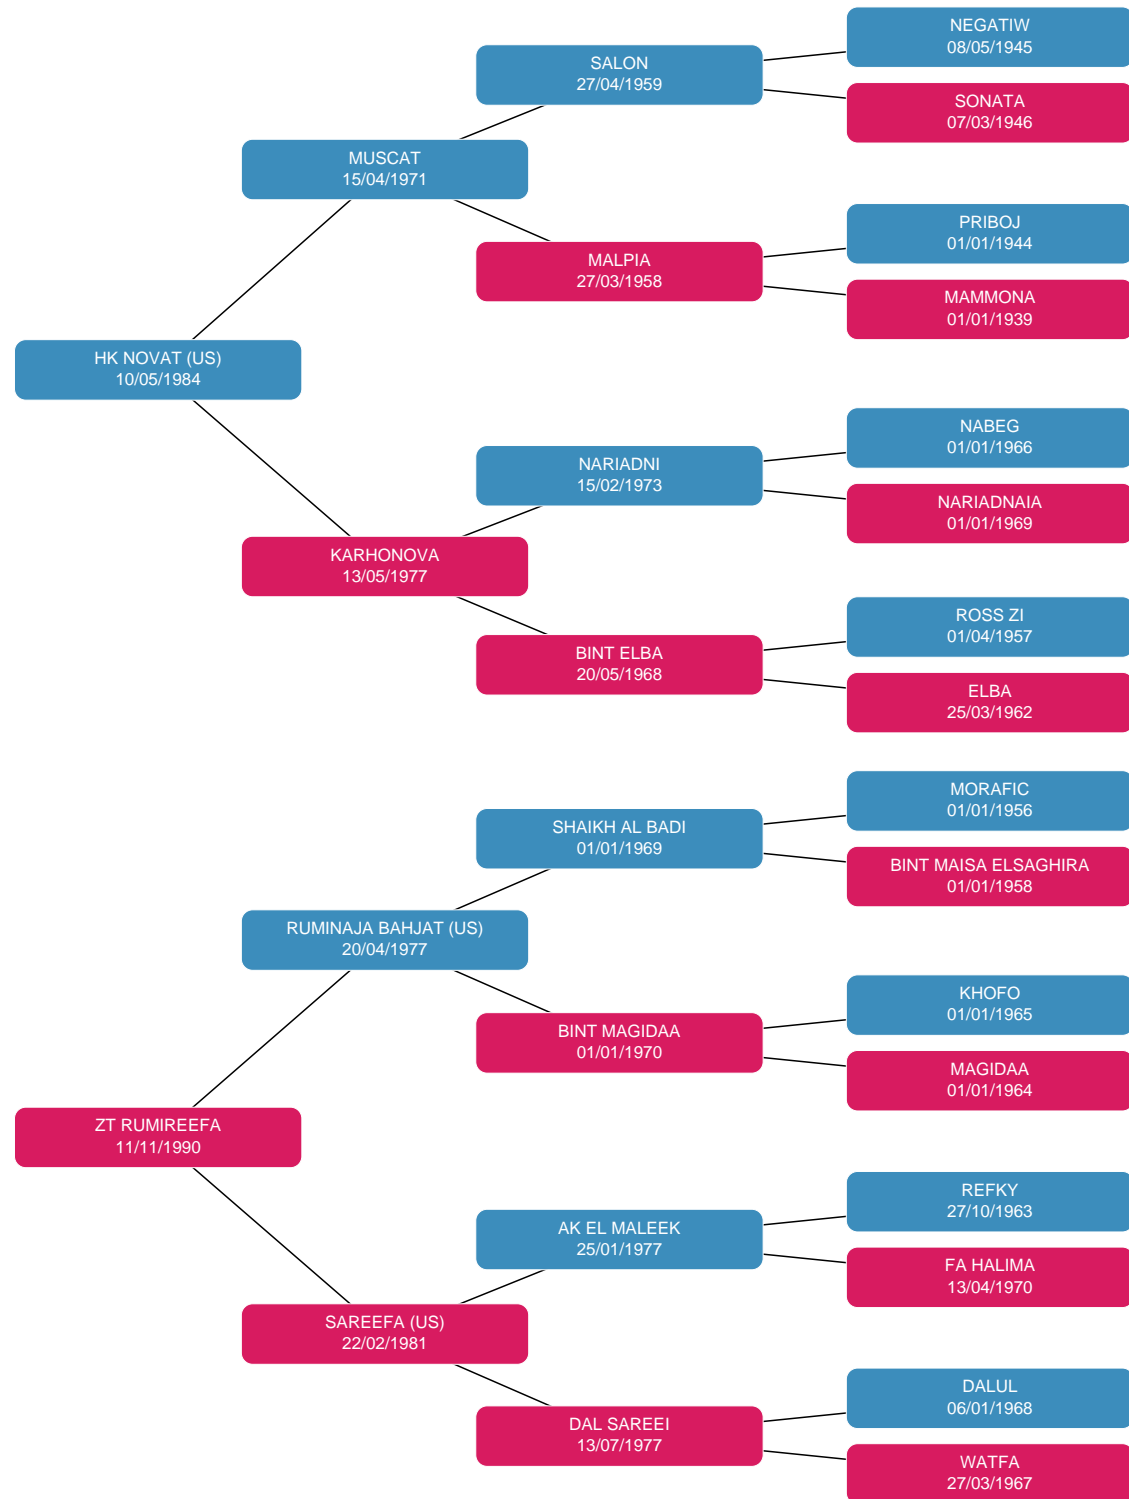 NEGATIW
08/05/1945
SALON
27/04/1959
SONATA
07/03/1946
MUSCAT
15/04/1971
PRIBOJ
01/01/1944
MALPIA
27/03/1958
MAMMONA
01/01/1939
HK NOVAT (US)
10/05/1984
NABEG
01/01/1966
NARIADNI
15/02/1973
NARIADNAIA
01/01/1969
KARHONOVA
13/05/1977
ROSS ZI
01/04/1957
BINT ELBA
20/05/1968
ELBA
25/03/1962
MORAFIC
01/01/1956
SHAIKH AL BADI
01/01/1969
BINT MAISA ELSAGHIRA
01/01/1958
RUMINAJA BAHJAT (US)
20/04/1977
KHOFO
01/01/1965
BINT MAGIDAA
01/01/1970
MAGIDAA
01/01/1964
ZT RUMIREEFA
11/11/1990
REFKY
27/10/1963
AK EL MALEEK
25/01/1977
FA HALIMA
13/04/1970
SAREEFA (US)
22/02/1981
DALUL
06/01/1968
DAL SAREEI
13/07/1977
WATFA
27/03/1967